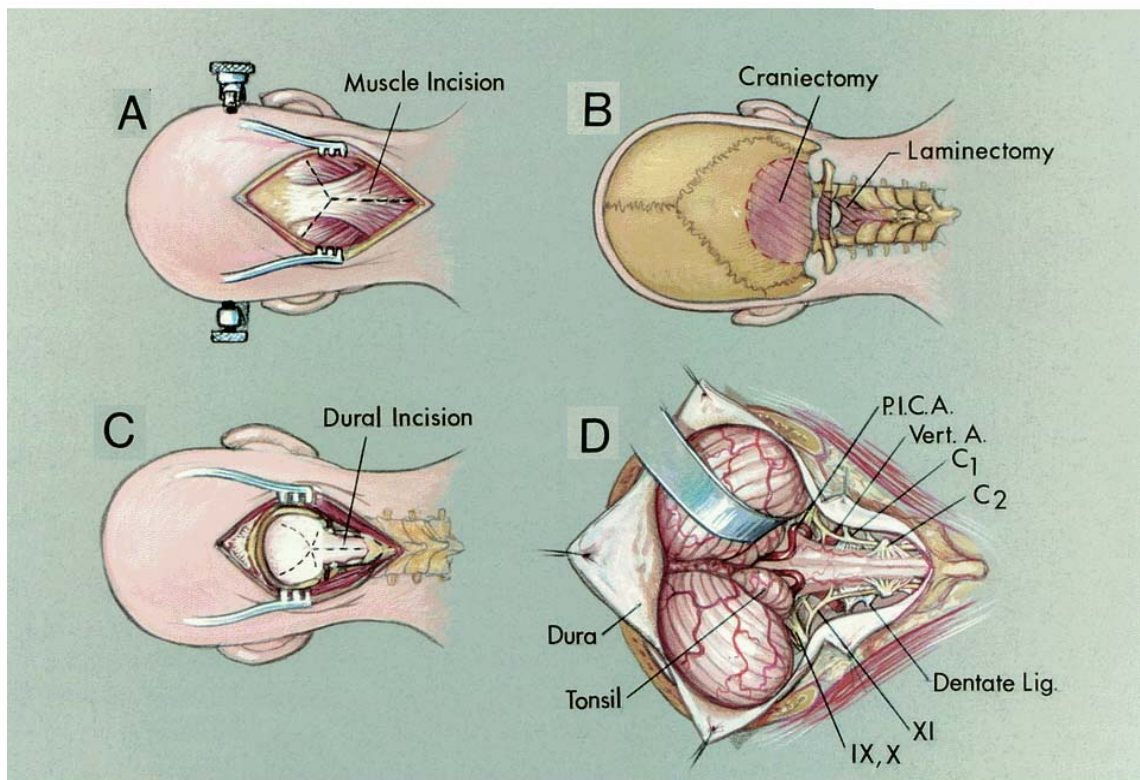 A
Muscle Incision
B
Craniectomy
Laminectomy
C
Dural Incision
D
P.I.C.A.
Vert. A.
C1
C2
Dura
Tonsil
Dentate Lig.
XI
IX, X